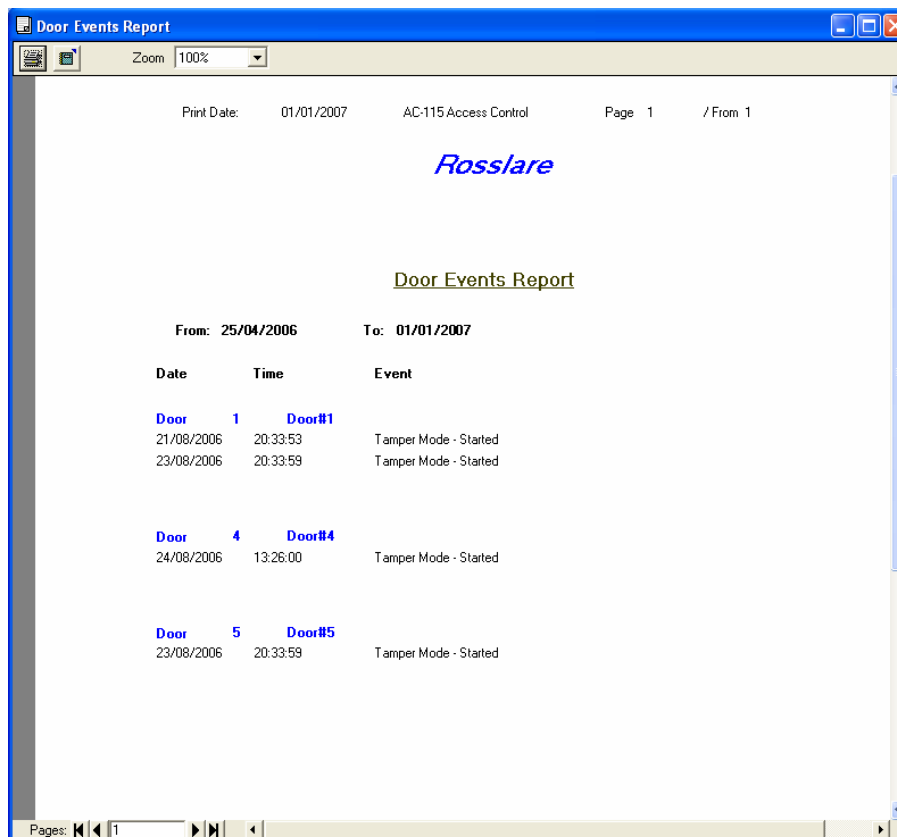 Door Events Report
Zoom 100%
Print Date: 01/01/2007 AC-115 Access Control Page 1 / From 1
Rosslare
Door Events Report
From: 25/04/2006 To: 01/01/2007
Date Time Event
Door 1 Door#1
21/08/2006 20:33:53 Tamper Mode - Started
23/08/2006 20:33:59 Tamper Mode - Started
Door 4 Door#4
24/08/2006 13:26:00 Tamper Mode - Started
Door 5 Door#5
23/08/2006 20:33:59 Tamper Mode - Started
Pages: 1